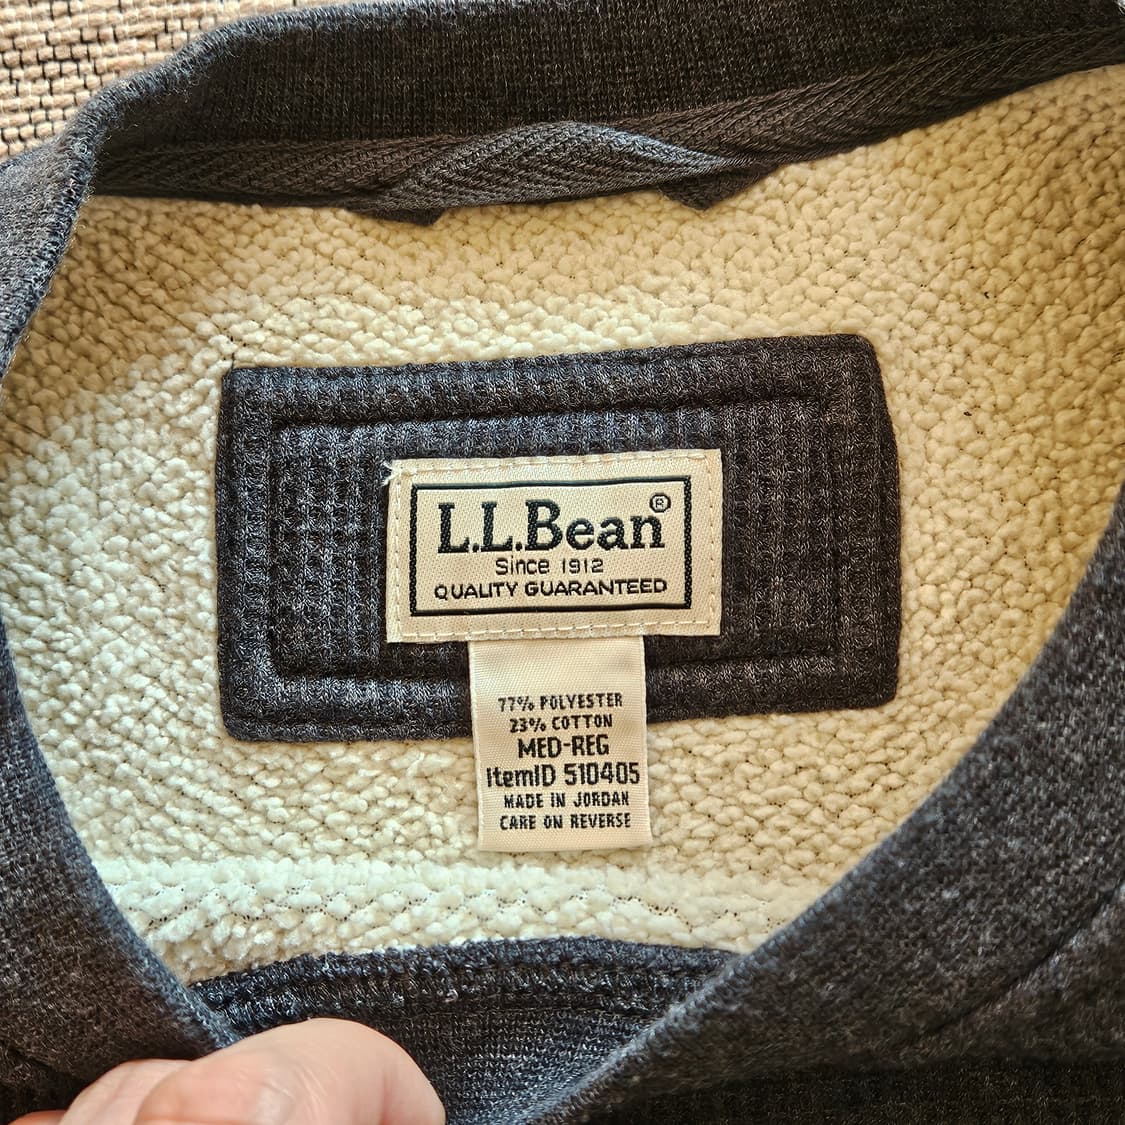 L.L.Bean®
Since 1912
QUALITY GUARANTEED
77% POLYESTER
23% COTTON
MED-REG
ItemID 510405
MADE IN JORDAN
CARE ON REVERSE